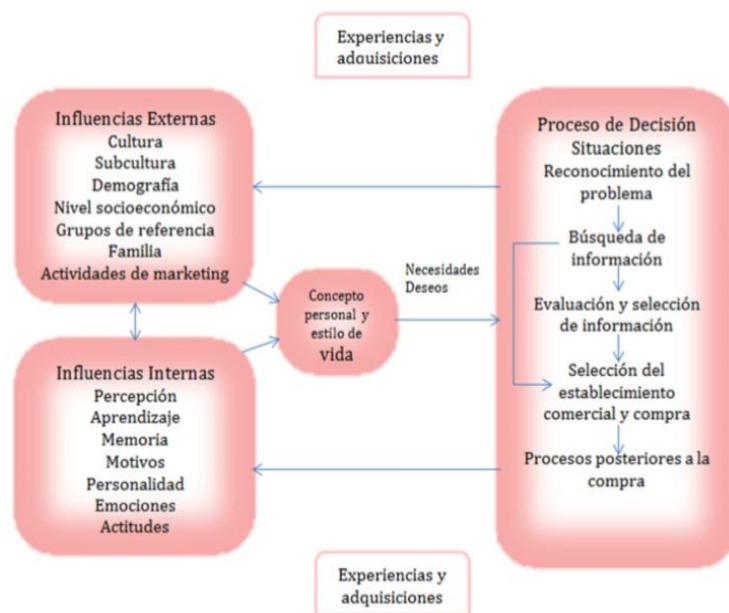 Experiencias y
adquisiciones
Influencias Externas
Cultura
Subcultura
Demografía
Nivel socioeconómico
Grupos de referencia
Familia
Actividades de marketing
Influencias Internas
Percepción
Aprendizaje
Memoria
Motivos
Personalidad
Emociones
Actitudes
Concepto
personal y
estilo de
vida
Necesidades
Deseos
Proceso de Decisión
Situaciones
Reconocimiento del
problema
Búsqueda de
información
Evaluación y selección
de información
Selección del
establecimiento
comercial y compra
Procesos posteriores a la
compra
Experiencias y
adquisiciones